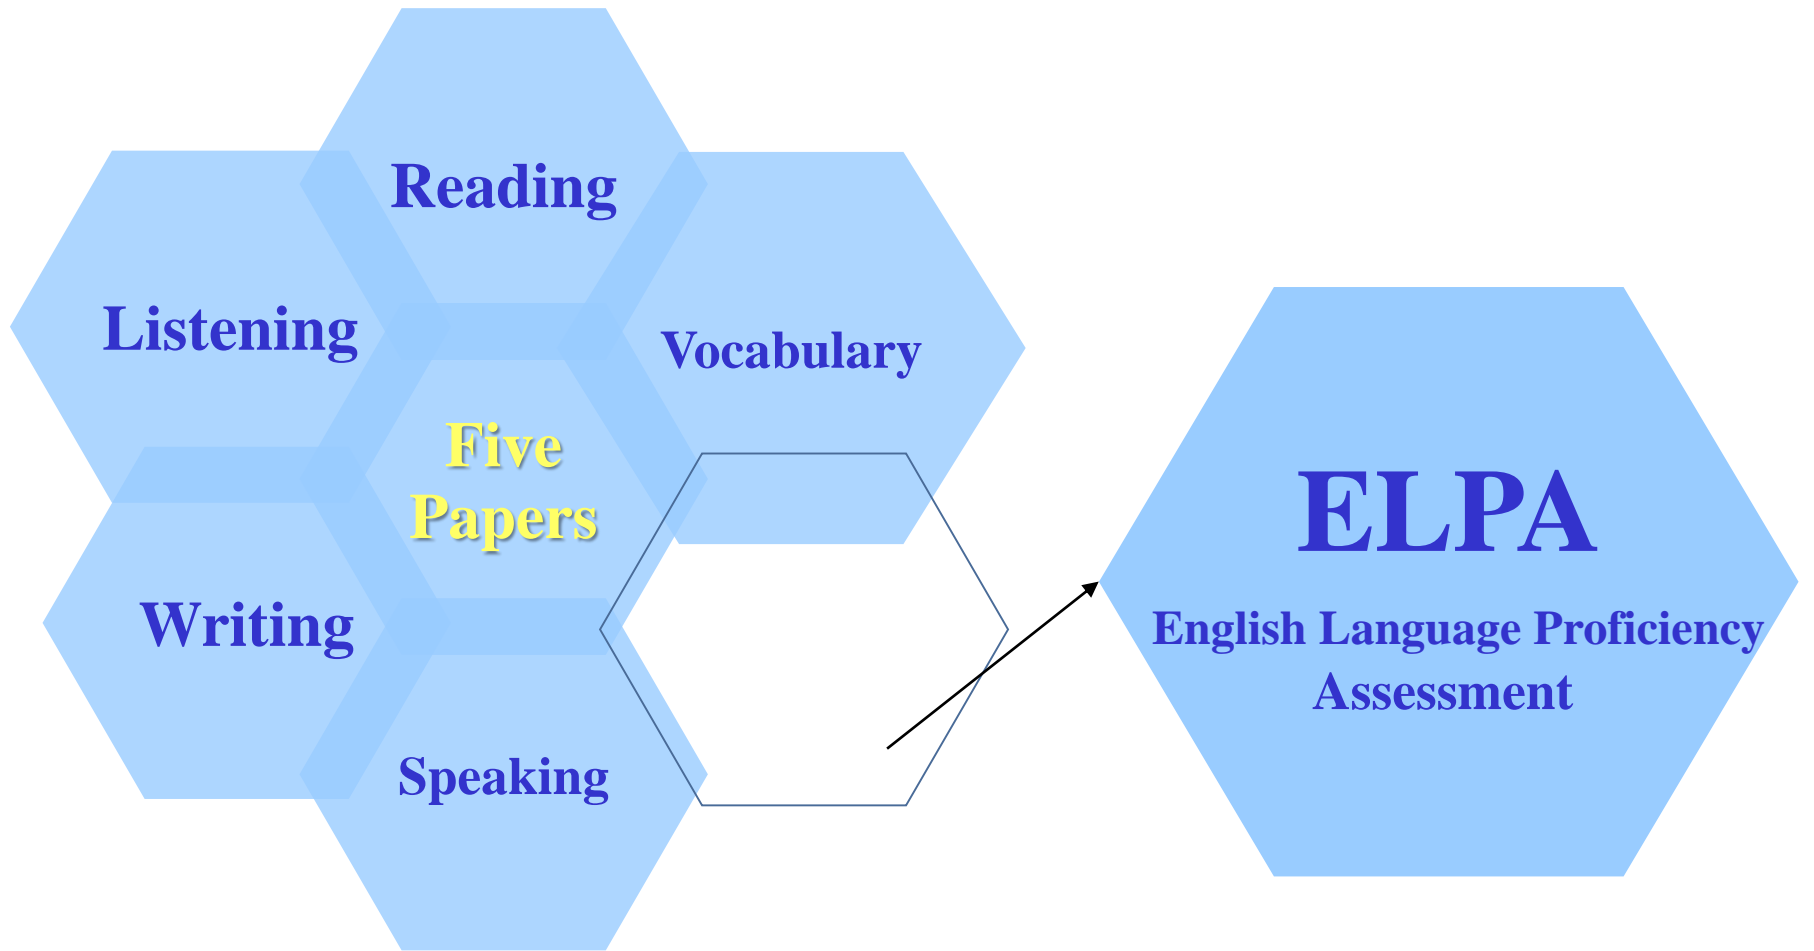 Reading
Listening
Vocabulary
Five
Papers
Writing
Speaking
ELPA
English Language Proficiency
Assessment